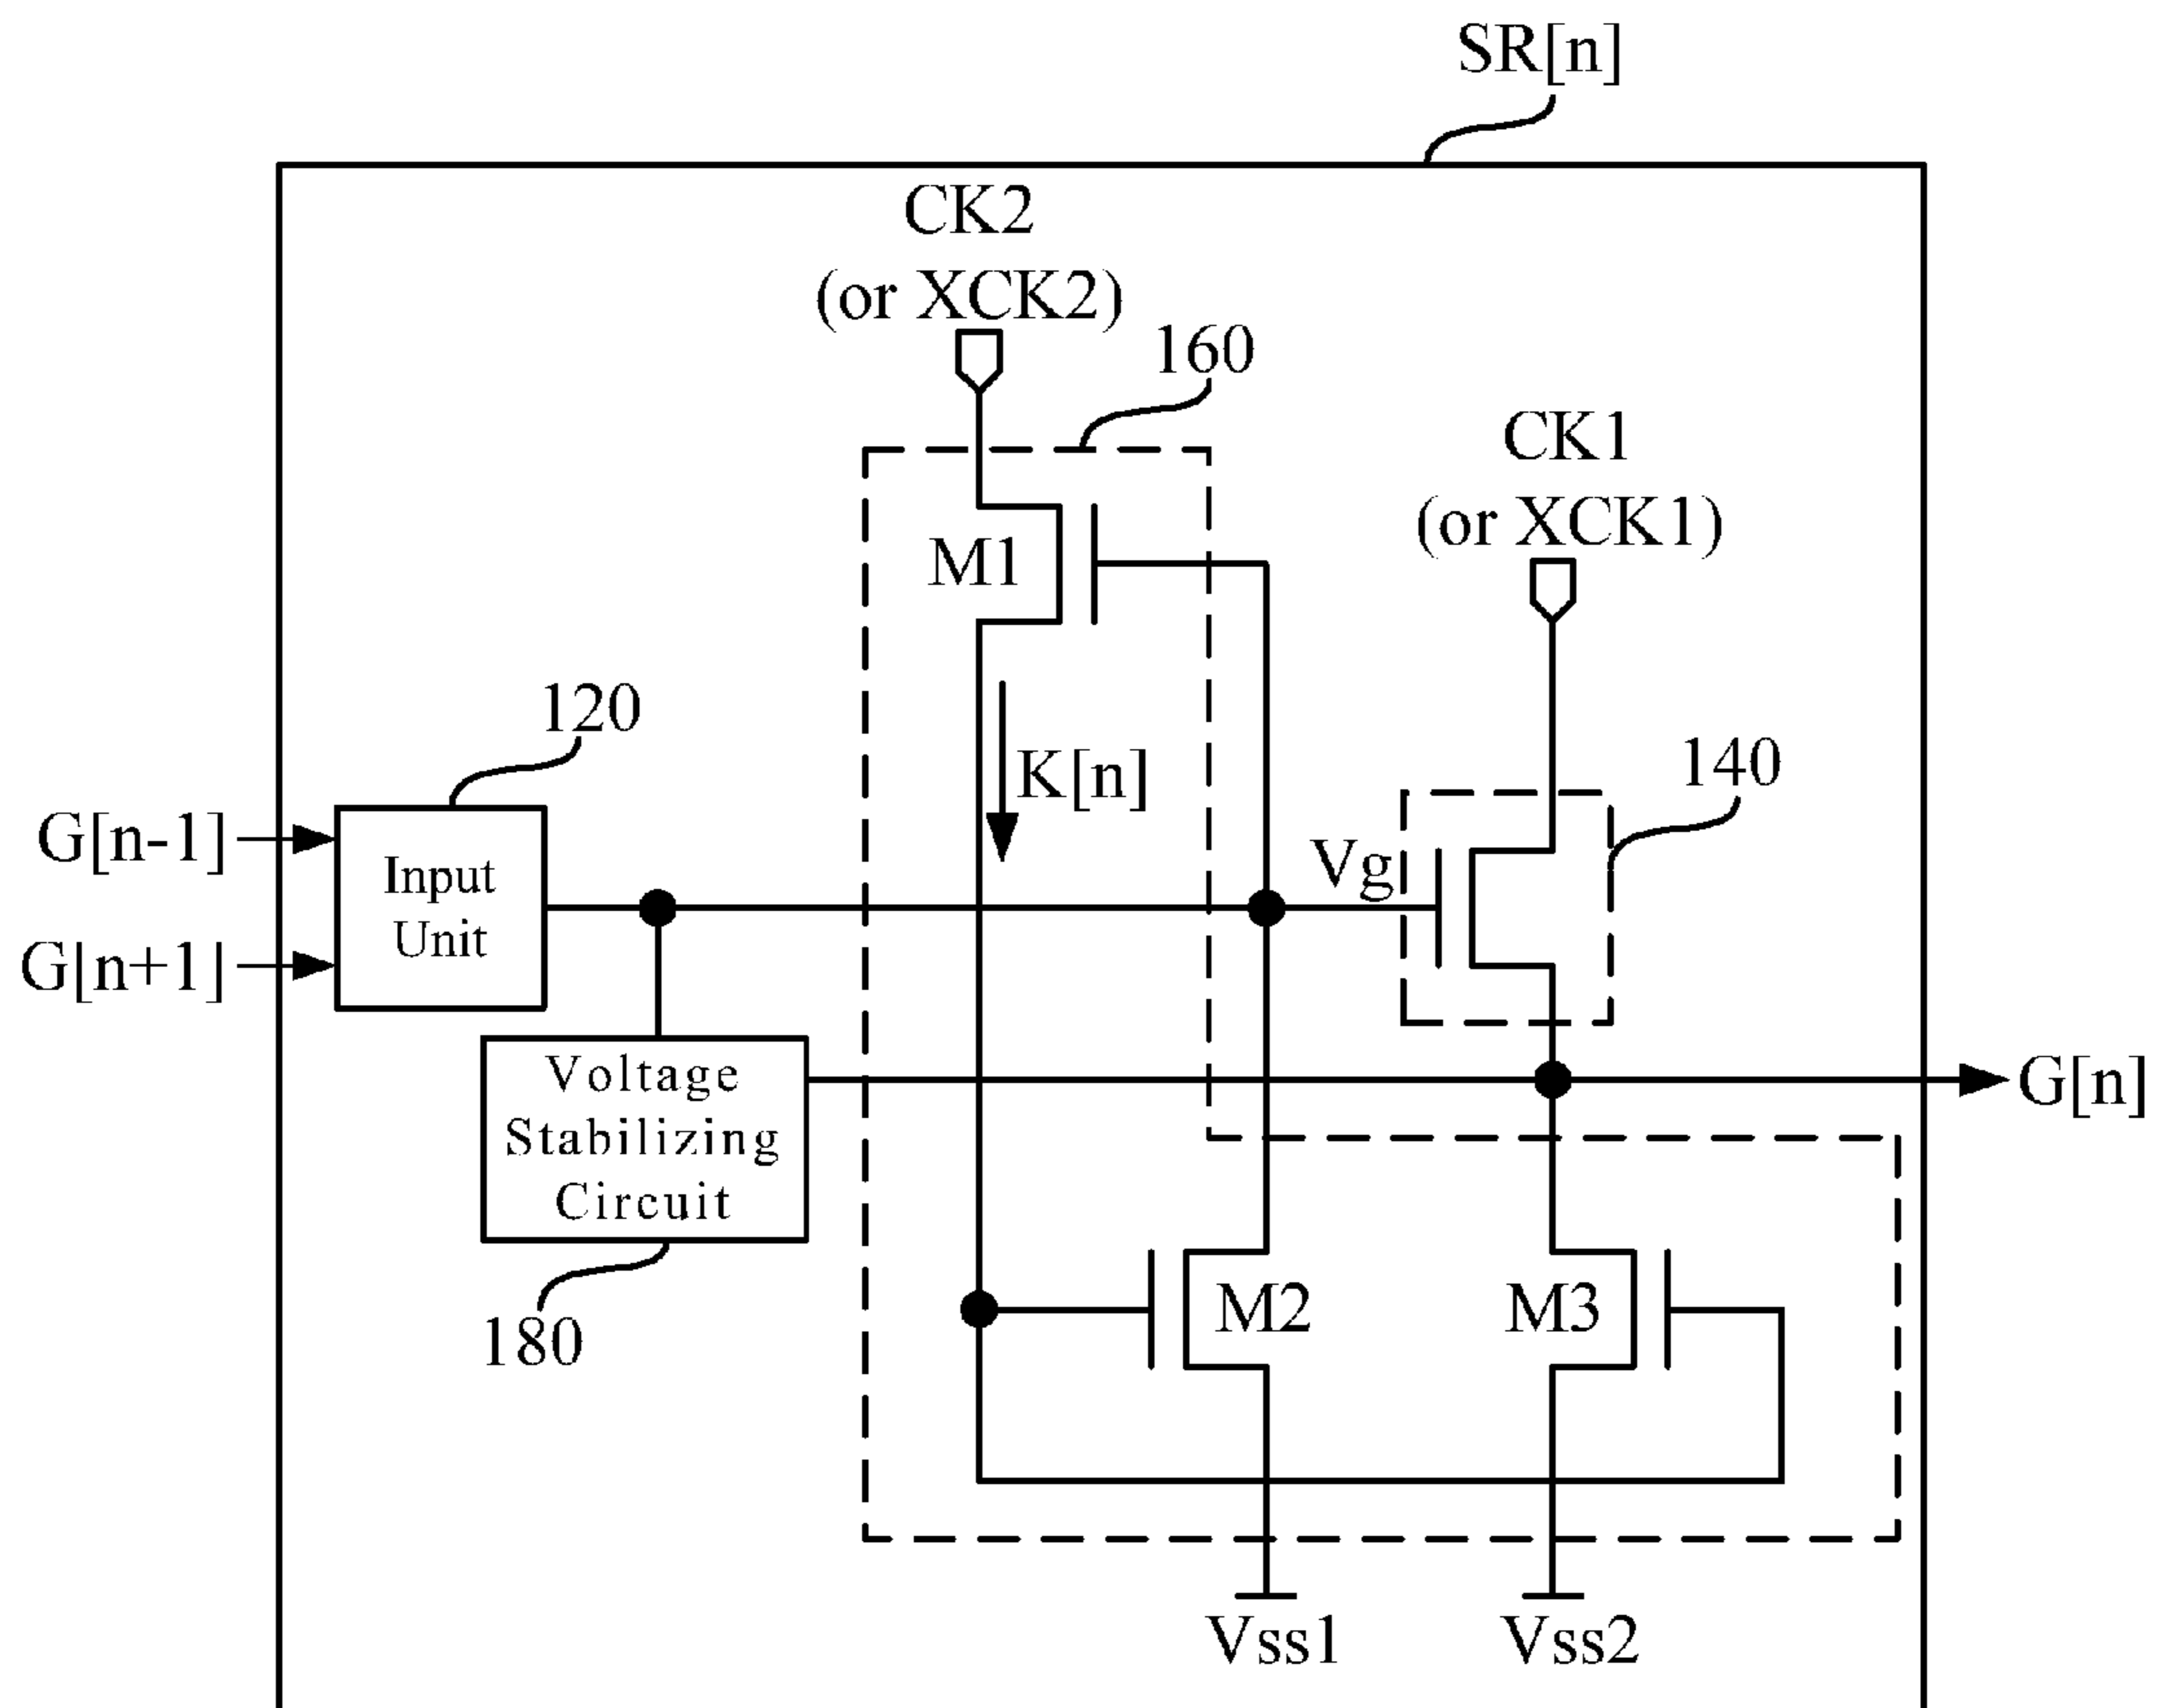 SR[n]
CK2
(or XCK2)
160
CK1
(or XCK1)
M1
120
K[n]
140
G[n-1]
Vg
Input
Unit
G[n+1]
Voltage
Stabilizing
Circuit
G[n]
M2
M3
180
Vss1
Vss2